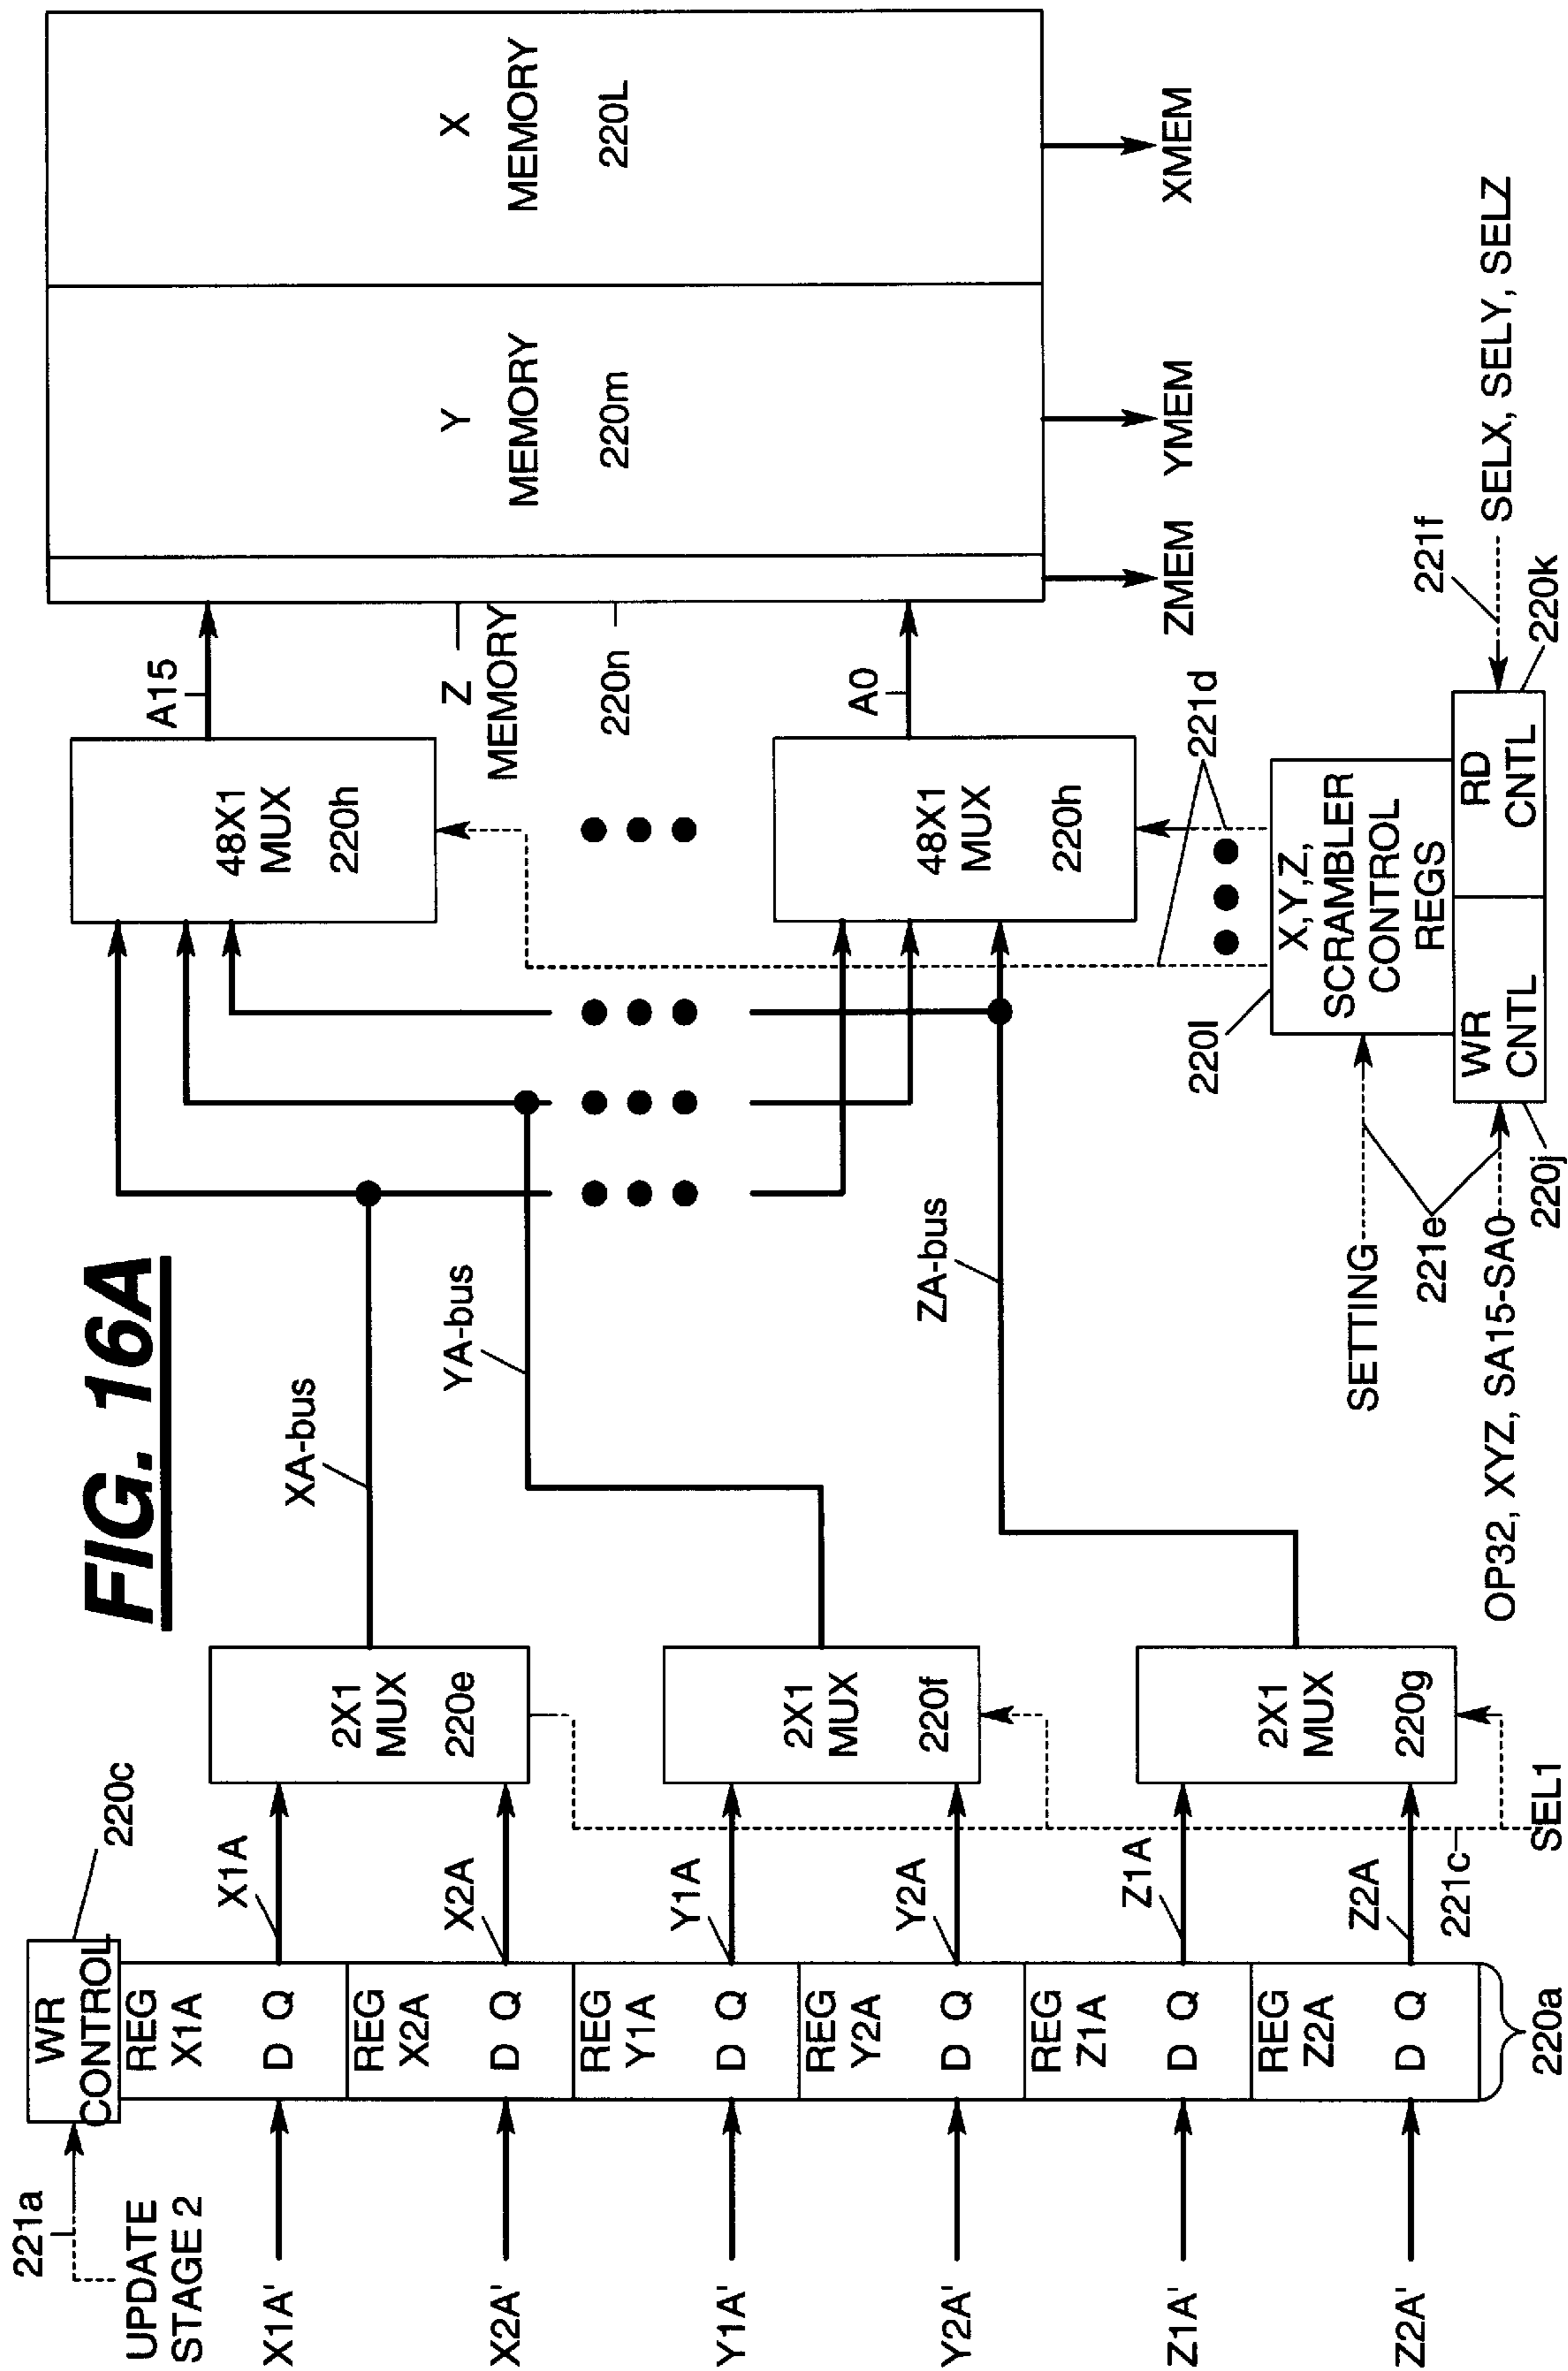 FIG. 16A
221a
UPDATE
STAGE 2
WR
CONTROL
220c
X1A'
REG
X1A
D Q
X1A
X2A'
REG
X2A
D Q
X2A
Y1A'
REG
Y1A
D Q
Y1A
Y2A'
REG
Y2A
D Q
Y2A
Z1A'
REG
Z1A
D Q
Z1A
Z2A'
REG
Z2A
D Q
Z2A
220a
221c
SEL1
2X1
MUX
220e
2X1
MUX
220f
2X1
MUX
220g
XA-bus
YA-bus
ZA-bus
48X1
MUX
220h
A15
48X1
MUX
220h
A0
Z
MEMORY
220n
Y
MEMORY
220m
X
MEMORY
220L
ZMEM
YMEM
XMEM
221d
220l
X,Y,Z,
SCRAMBLER
CONTROL
REGS
SETTING
221e
OP32, XYZ, SA15-SA0
WR
CNTL
220j
RD
CNTL
220k
221f
SELX, SELY, SELZ